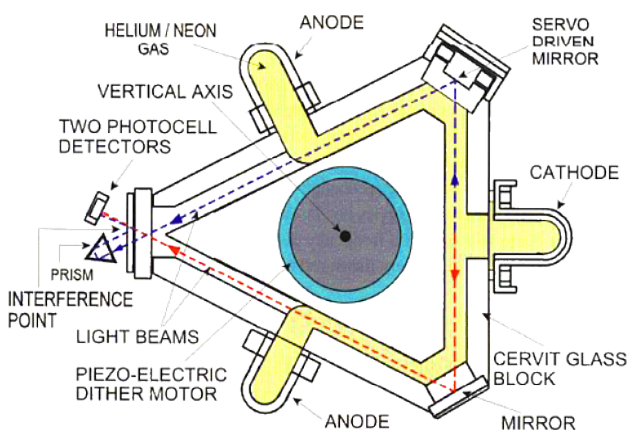 HELIUM / NEON
GAS
ANODE
SERVO
DRIVEN
MIRROR
VERTICAL AXIS
TWO PHOTOCELL
DETECTORS
CATHODE
PRISM
INTERFERENCE
POINT
LIGHT BEAMS
PIEZO-ELECTRIC
DITHER MOTOR
ANODE
CERVIT GLASS
BLOCK
MIRROR